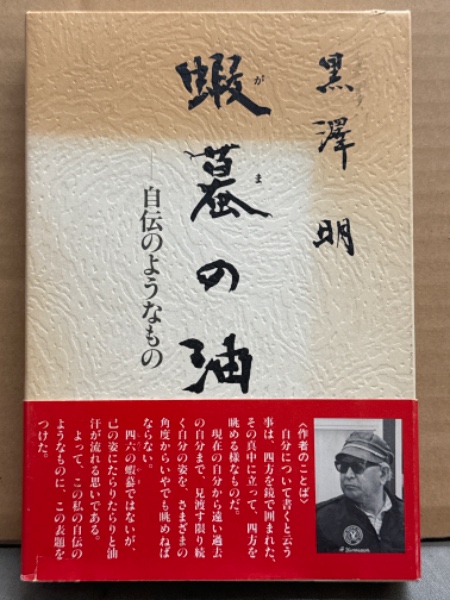 黒澤 明
蝦蟇の油
がま
──自伝のようなもの
〈作者のことば〉
自分について書くと云う
事は、四方を鏡で囲まれた、
その真中に立って、四方を
眺める様なものだ。
現在の自分から遠い過去
の自分まで、見渡す限り続
く自分の姿を、さまざまの
角度からいやでも眺めねば
ならない。
四六の蝦蟇ではないが、
己の姿にたらりたらりと油
汗が流れる思いである。
よって、この私の自伝の
ようなものに、この表題を
つけた。